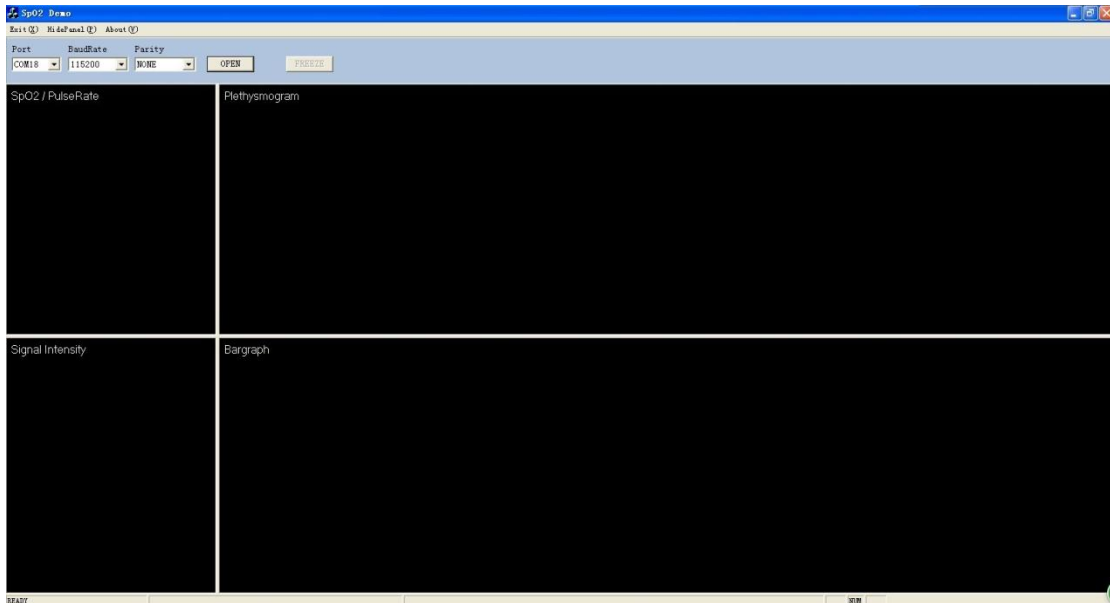 SpO2 Demo
Exit(X) HidePanel(P) About(V)
Port BaudRate Parity
COM18 115200 NONE OPEN FREEZE
SpO2 / PulseRate Plethysmogram
Signal Intensity Bargraph
READY NUM